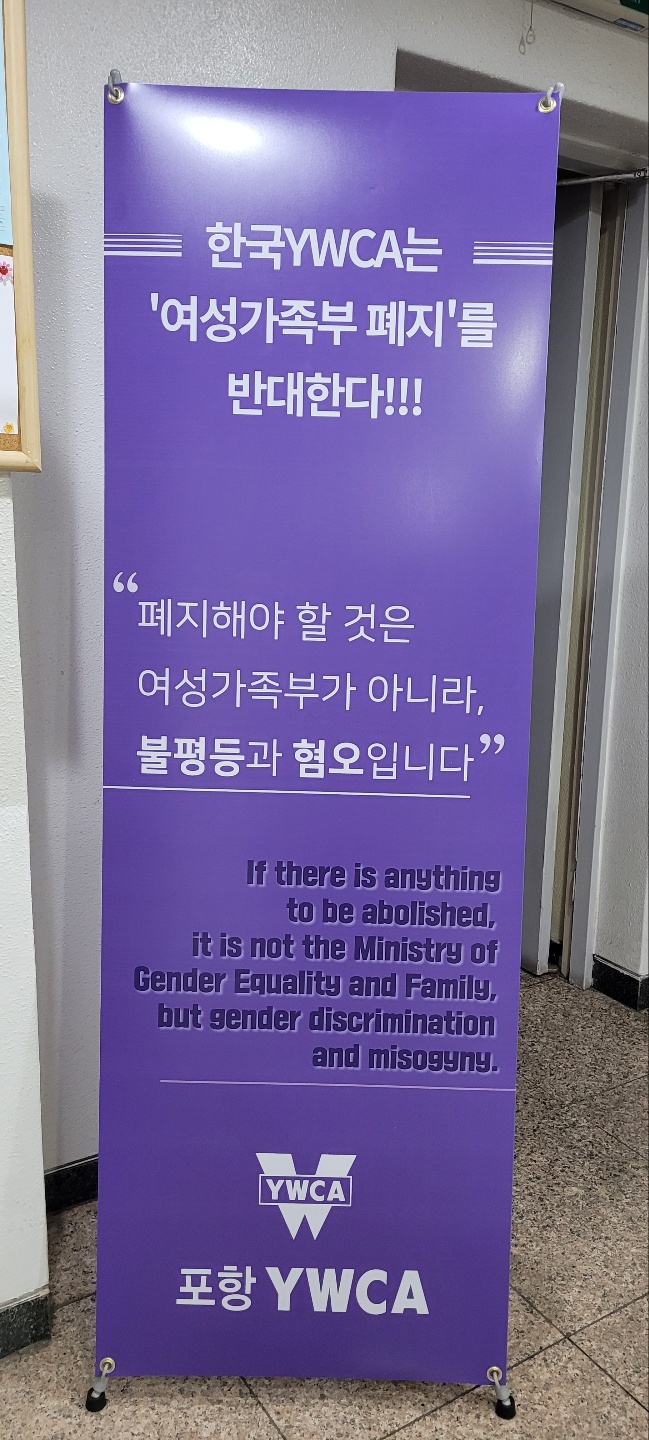 한국YWCA는
'여성가족부 폐지'를
반대한다!!!
“폐지해야 할 것은
여성가족부가 아니라,
불평등과 혐오입니다”
If there is anything
to be abolished,
it is not the Ministry of
Gender Equality and Family,
but gender discrimination
and misogyny.
YWCA
포항 YWCA